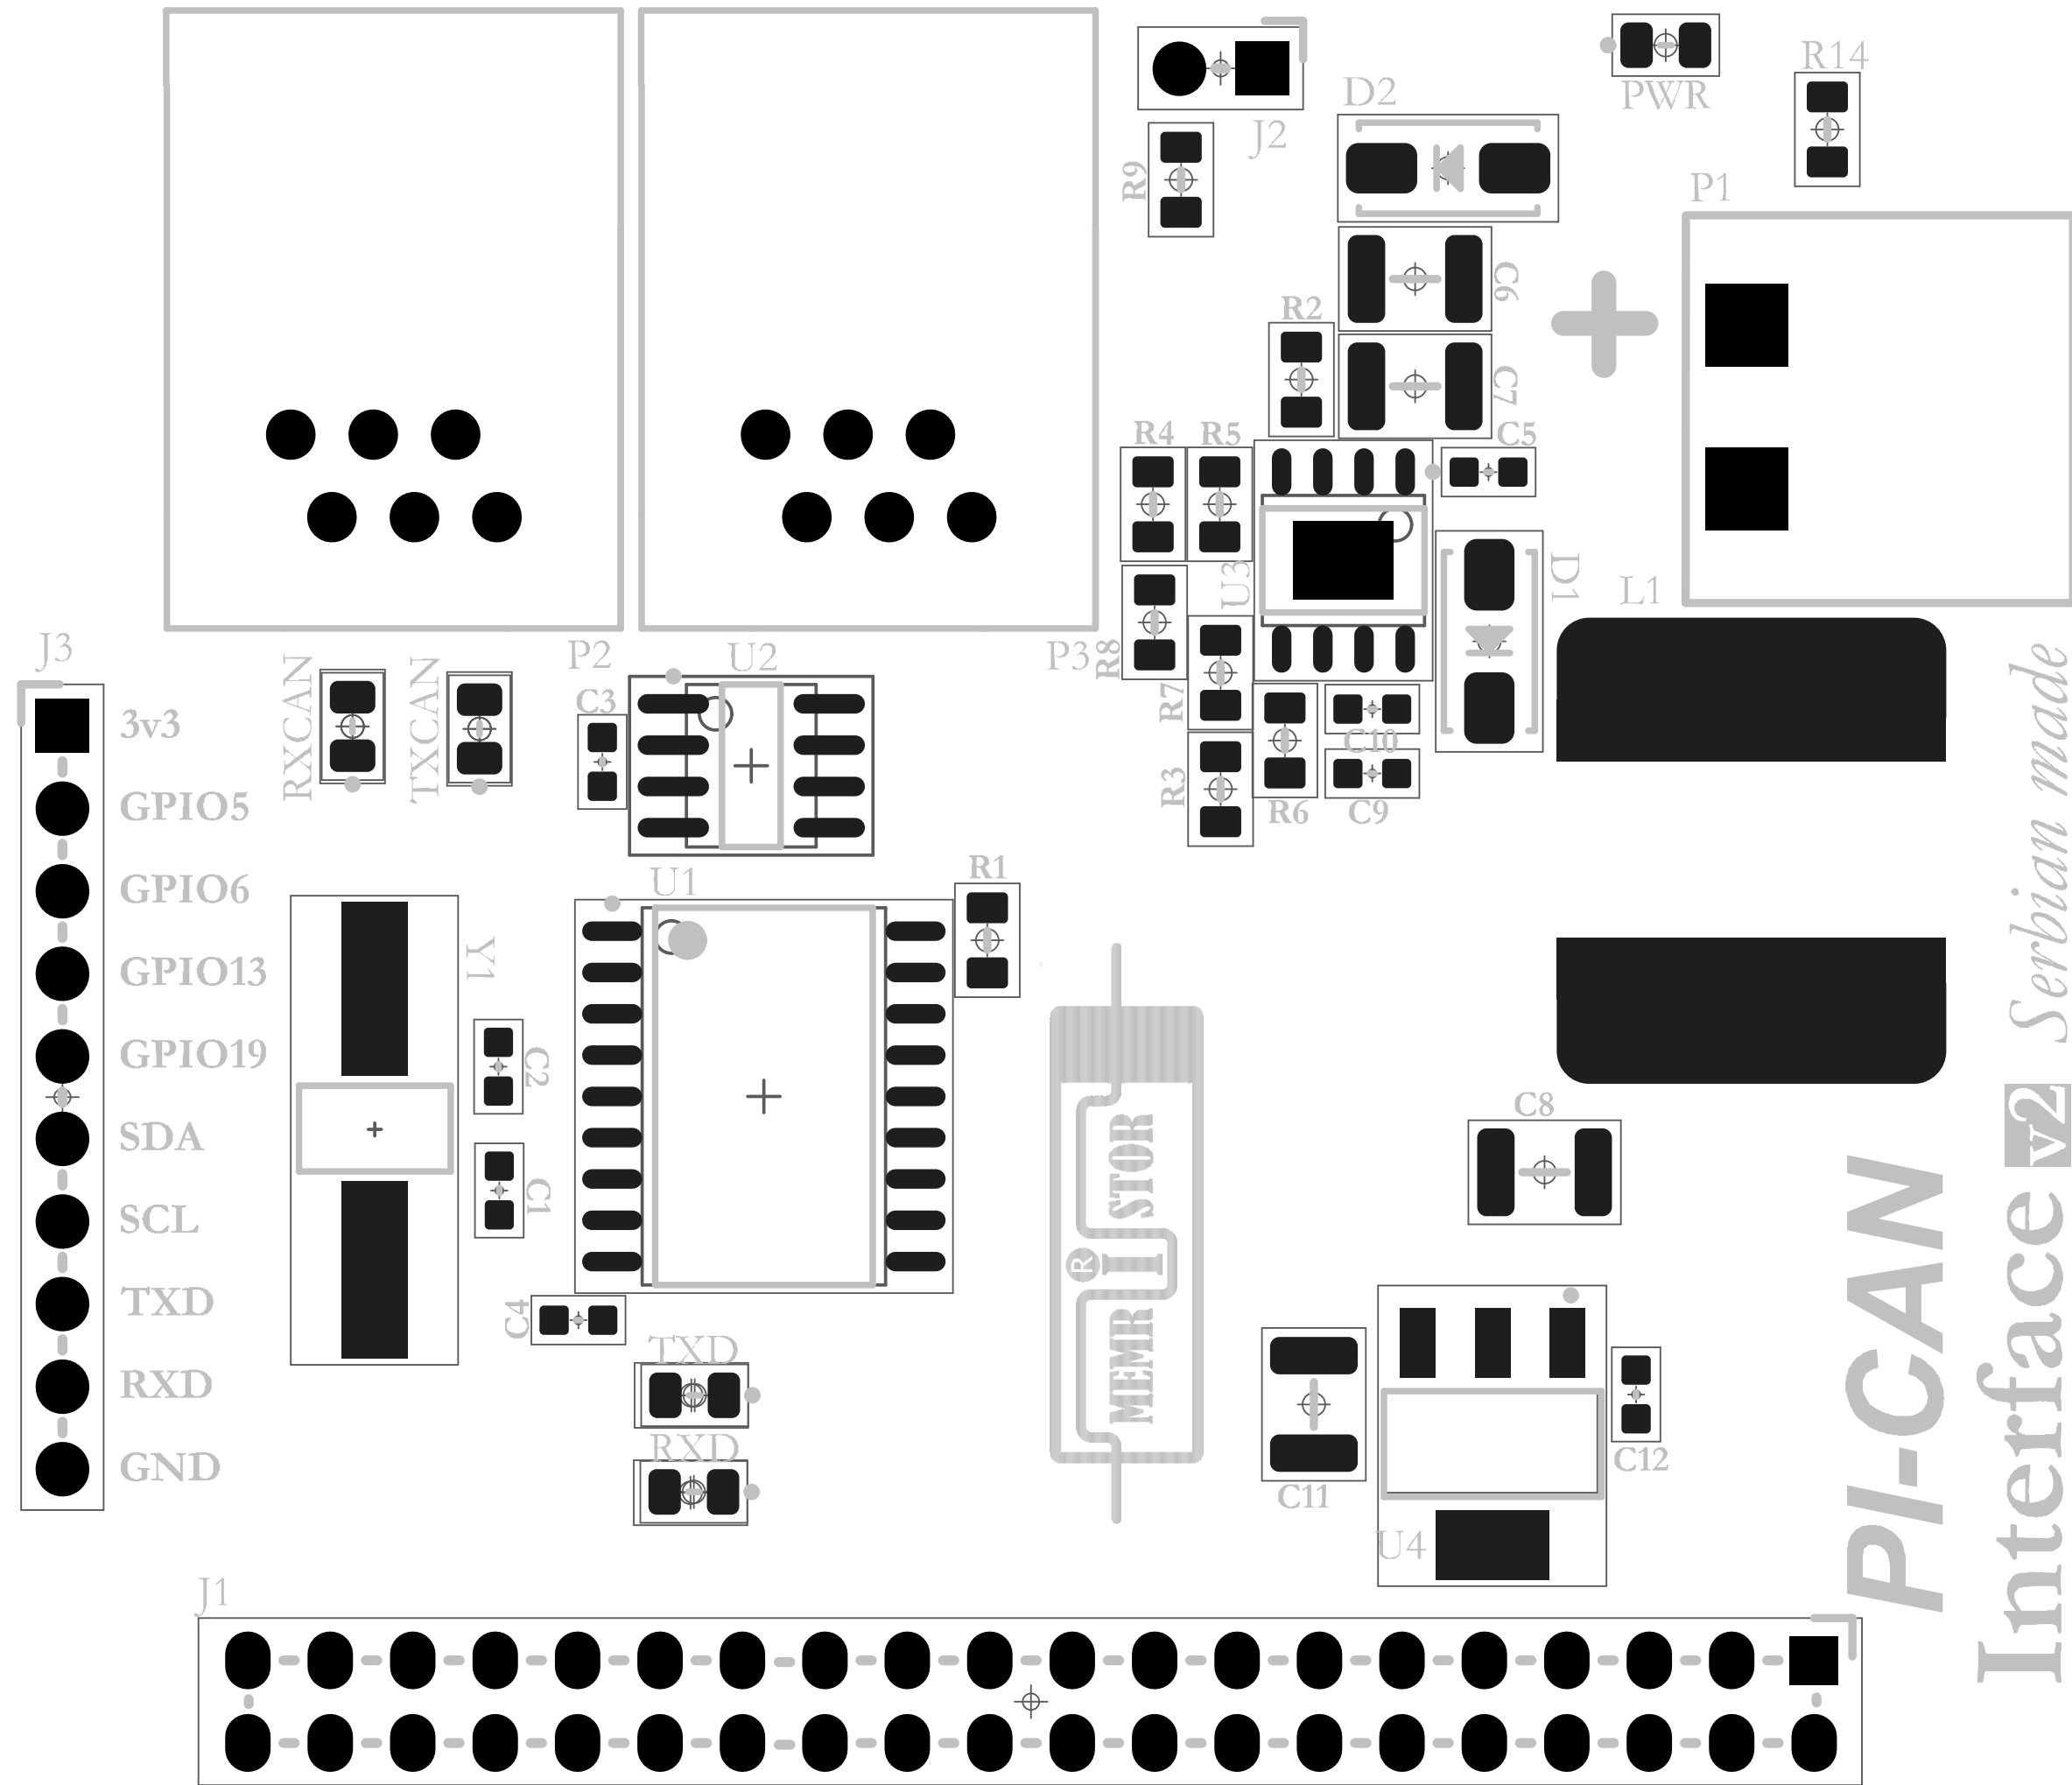 PWR
R14
D2
J2
R9
P1
C6
R2
C7
R4
R5
C5
U3
D1
L1
J3
P2
U2
P3
R8
RXCAN
TXCAN
C3
R7
3v3
C10
R3
R6
C9
GPIO5
U1
R1
GPIO6
Y1
GPIO13
GPIO19
C2
C8
SDA
C1
SCL
TXD
C4
TXD
RXD
RXD
GND
MEMR I STOR
®
C11
C12
U4
J1
PI-CAN
Interface v2
Serbian made